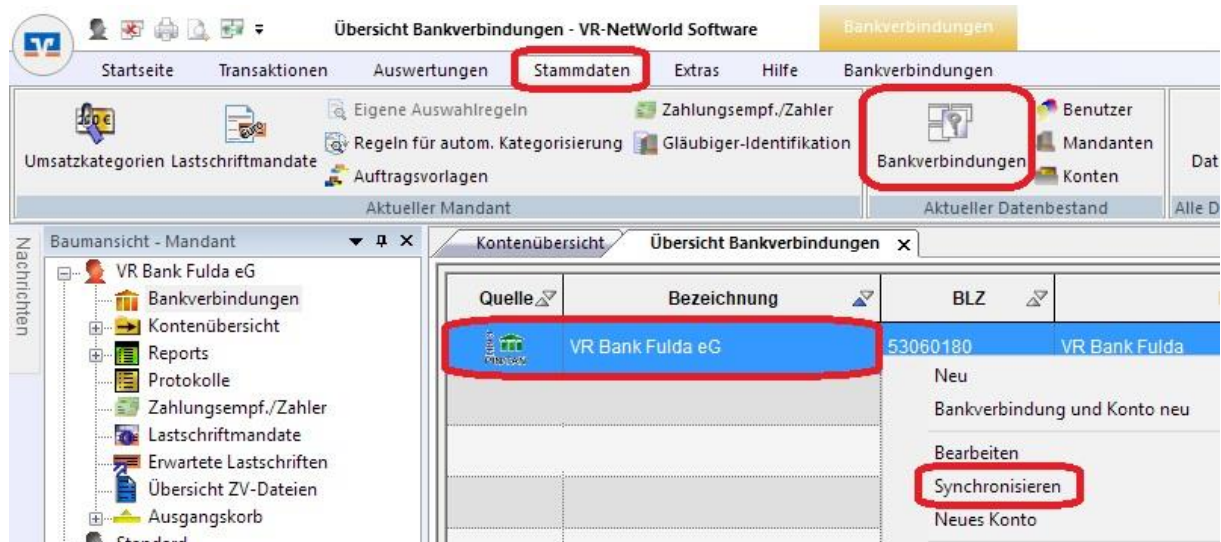 Übersicht Bankverbindungen - VR-NetWorld Software
Bankverbindungen
Startseite Transaktionen Auswertungen Stammdaten Extras Hilfe Bankverbindungen
Umsatzkategorien
Lastschriftmandate
Eigene Auswahlregeln
Regeln für autom. Kategorisierung
Auftragsvorlagen
Zahlungsempf./Zahler
Gläubiger-Identifikation
Aktueller Mandant
Bankverbindungen
Benutzer
Mandanten
Konten
Aktueller Datenbestand
Dat
Alle D
Nachrichten
Baumansicht - Mandant
VR Bank Fulda eG
Bankverbindungen
Kontenübersicht
Reports
Protokolle
Zahlungsempf./Zahler
Lastschriftmandate
Erwartete Lastschriften
Übersicht ZV-Dateien
Ausgangskorb
Standard
Kontenübersicht Übersicht Bankverbindungen
Quelle Bezeichnung BLZ
VR Bank Fulda eG 53060180 VR Bank Fulda
Neu
Bankverbindung und Konto neu
Bearbeiten
Synchronisieren
Neues Konto